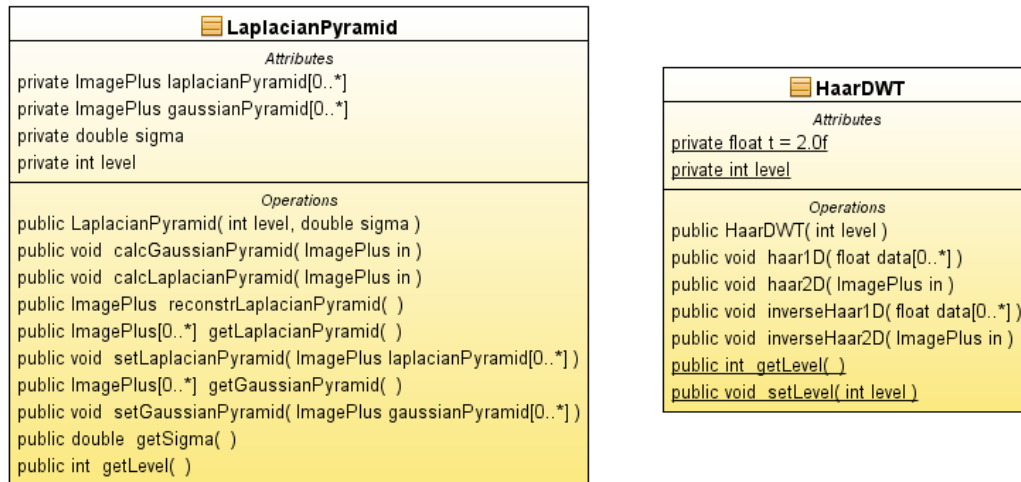 LaplacianPyramid
Attributes
private ImagePlus laplacianPyramid[0..*]
private ImagePlus gaussianPyramid[0..*]
private double sigma
private int level
Operations
public LaplacianPyramid( int level, double sigma )
public void calcGaussianPyramid( ImagePlus in )
public void calcLaplacianPyramid( ImagePlus in )
public ImagePlus reconstrLaplacianPyramid( )
public ImagePlus[0..*] getLaplacianPyramid( )
public void setLaplacianPyramid( ImagePlus laplacianPyramid[0..*] )
public ImagePlus[0..*] getGaussianPyramid( )
public void setGaussianPyramid( ImagePlus gaussianPyramid[0..*] )
public double getSigma( )
public int getLevel( )
HaarDWT
Attributes
private float t = 2.0f
private int level
Operations
public HaarDWT( int level )
public void haar1D( float data[0..*] )
public void haar2D( ImagePlus in )
public void inverseHaar1D( float data[0..*] )
public void inverseHaar2D( ImagePlus in )
public int getLevel( )
public void setLevel( int level )